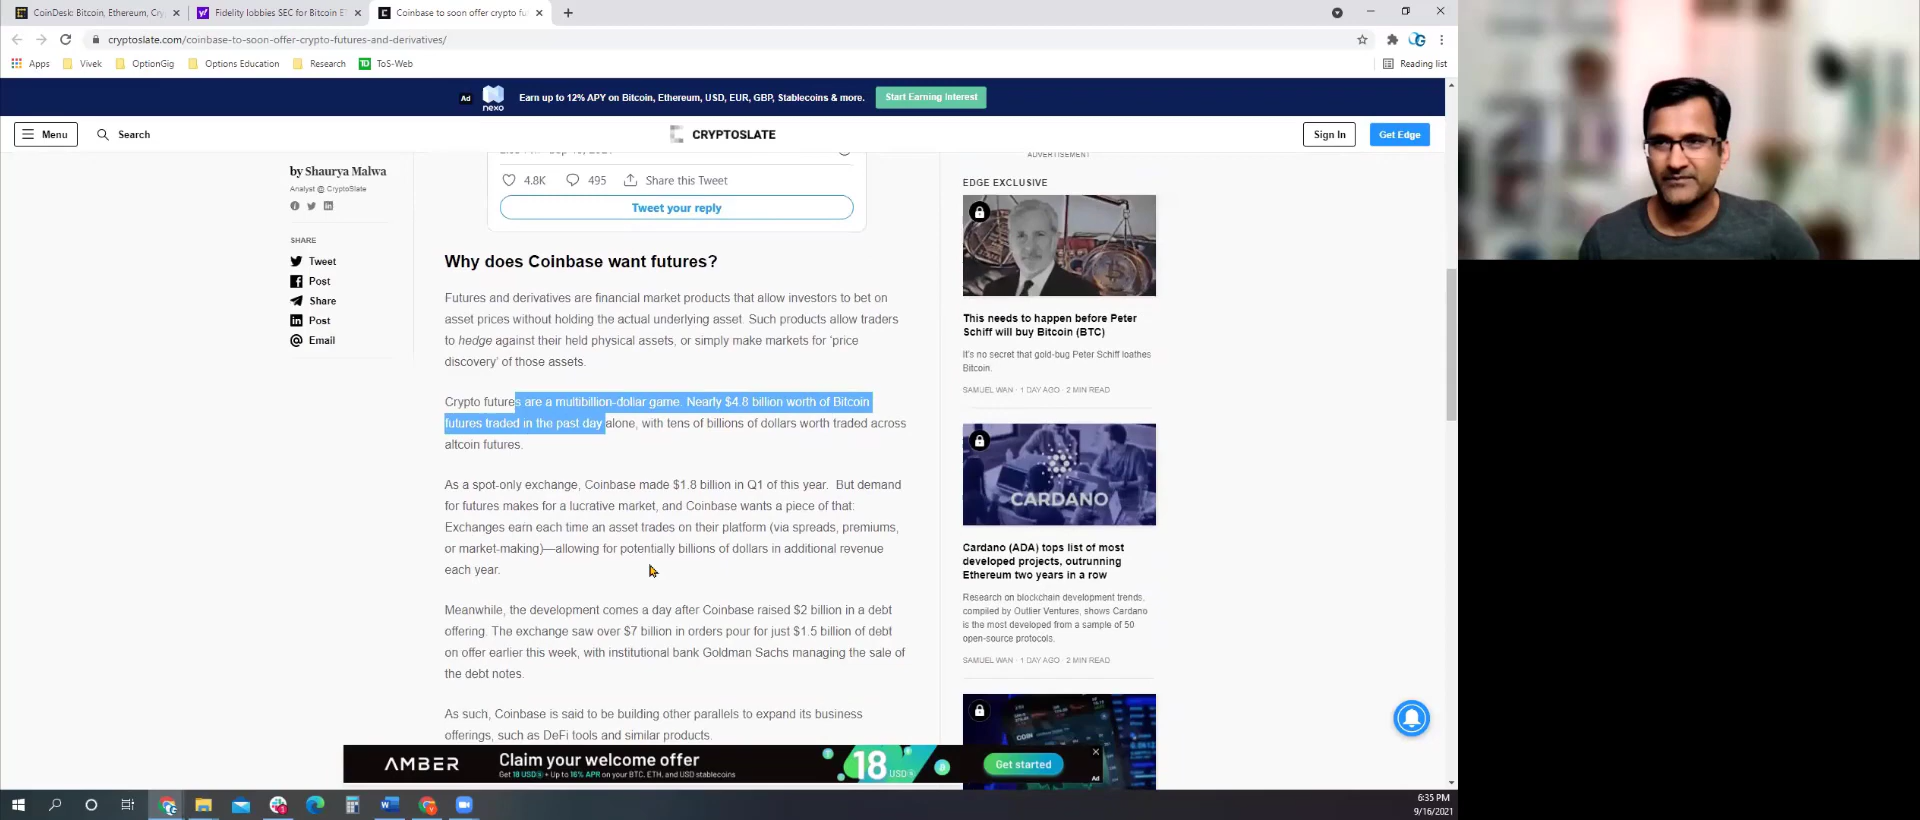 CoinDesk: Bitcoin, Ethereum, Cry
Fidelity lobbies SEC for Bitcoin E
Coinbase to soon offer crypto fu
cryptoslate.com/coinbase-to-soon-offer-crypto-futures-and-derivatives/
Apps
Vivek
OptionGig
Options Education
Research
ToS-Web
Reading list
Ad
nexo
Earn up to 12% APY on Bitcoin, Ethereum, USD, EUR, GBP, Stablecoins & more.
Start Earning Interest
Menu
Search
CRYPTOSLATE
Sign In
Get Edge
by Shaurya Malwa
Analyst @ CryptoSlate
SHARE
Tweet
Post
Share
Post
Email
4.8K
495
Share this Tweet
Tweet your reply
Why does Coinbase want futures?
Futures and derivatives are financial market products that allow investors to bet on
asset prices without holding the actual underlying asset. Such products allow traders
to hedge against their held physical assets, or simply make markets for 'price
discovery' of those assets.
Crypto futures are a multibillion-dollar game. Nearly $4.8 billion worth of Bitcoin
futures traded in the past day alone, with tens of billions of dollars worth traded across
altcoin futures.
As a spot-only exchange, Coinbase made $1.8 billion in Q1 of this year. But demand
for futures makes for a lucrative market, and Coinbase wants a piece of that:
Exchanges earn each time an asset trades on their platform (via spreads, premiums,
or market-making)—allowing for potentially billions of dollars in additional revenue
each year.
Meanwhile, the development comes a day after Coinbase raised $2 billion in a debt
offering. The exchange saw over $7 billion in orders pour for just $1.5 billion of debt
on offer earlier this week, with institutional bank Goldman Sachs managing the sale of
the debt notes.
As such, Coinbase is said to be building other parallels to expand its business
offerings, such as DeFi tools and similar products.
ADVERTISEMENT
EDGE EXCLUSIVE
This needs to happen before Peter
Schiff will buy Bitcoin (BTC)
It's no secret that gold-bug Peter Schiff loathes
Bitcoin.
SAMUEL WAN · 1 DAY AGO · 2 MIN READ
CARDANO
Cardano (ADA) tops list of most
developed projects, outrunning
Ethereum two years in a row
Research on blockchain development trends,
compiled by Outlier Ventures, shows Cardano
is the most developed from a sample of 50
open-source protocols.
SAMUEL WAN · 1 DAY AGO · 2 MIN READ
AMBER
Claim your welcome offer
Get 18 USD + Up to 16% APR on your BTC, ETH, and USD stablecoins
18 USD
Get started
Ad
6:35 PM
9/16/2021